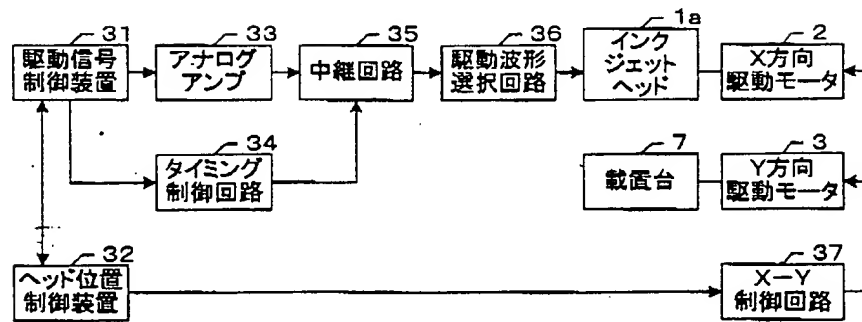 31
駆動信号
制御装置
33
アナログ
アンプ
35
中継回路
36
駆動波形
選択回路
1a
インク
ジェット
ヘッド
2
X方向
駆動モータ
34
タイミング
制御回路
7
載置台
3
Y方向
駆動モータ
32
ヘッド位置
制御装置
37
X−Y
制御回路